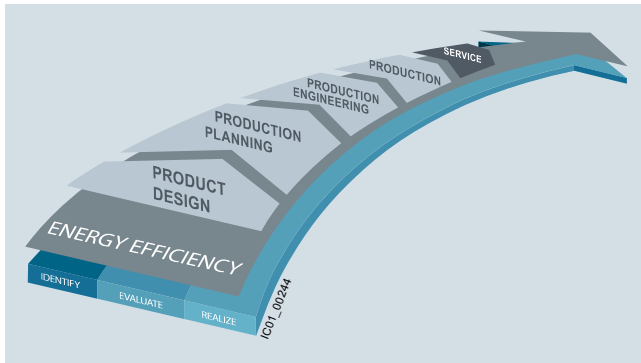 SERVICE
PRODUCTION
PRODUCTION
ENGINEERING
PRODUCTION
PLANNING
PRODUCT
DESIGN
ENERGY EFFICIENCY
IDENTIFY
EVALUATE
REALIZE
IC01_00244